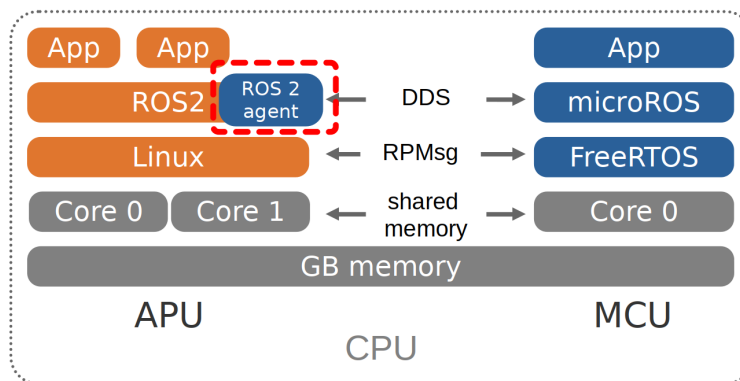 App App App
ROS2 ROS 2 agent DDS microROS
Linux RPMsg FreeRTOS
Core 0 Core 1 shared memory Core 0
GB memory
APU MCU
CPU